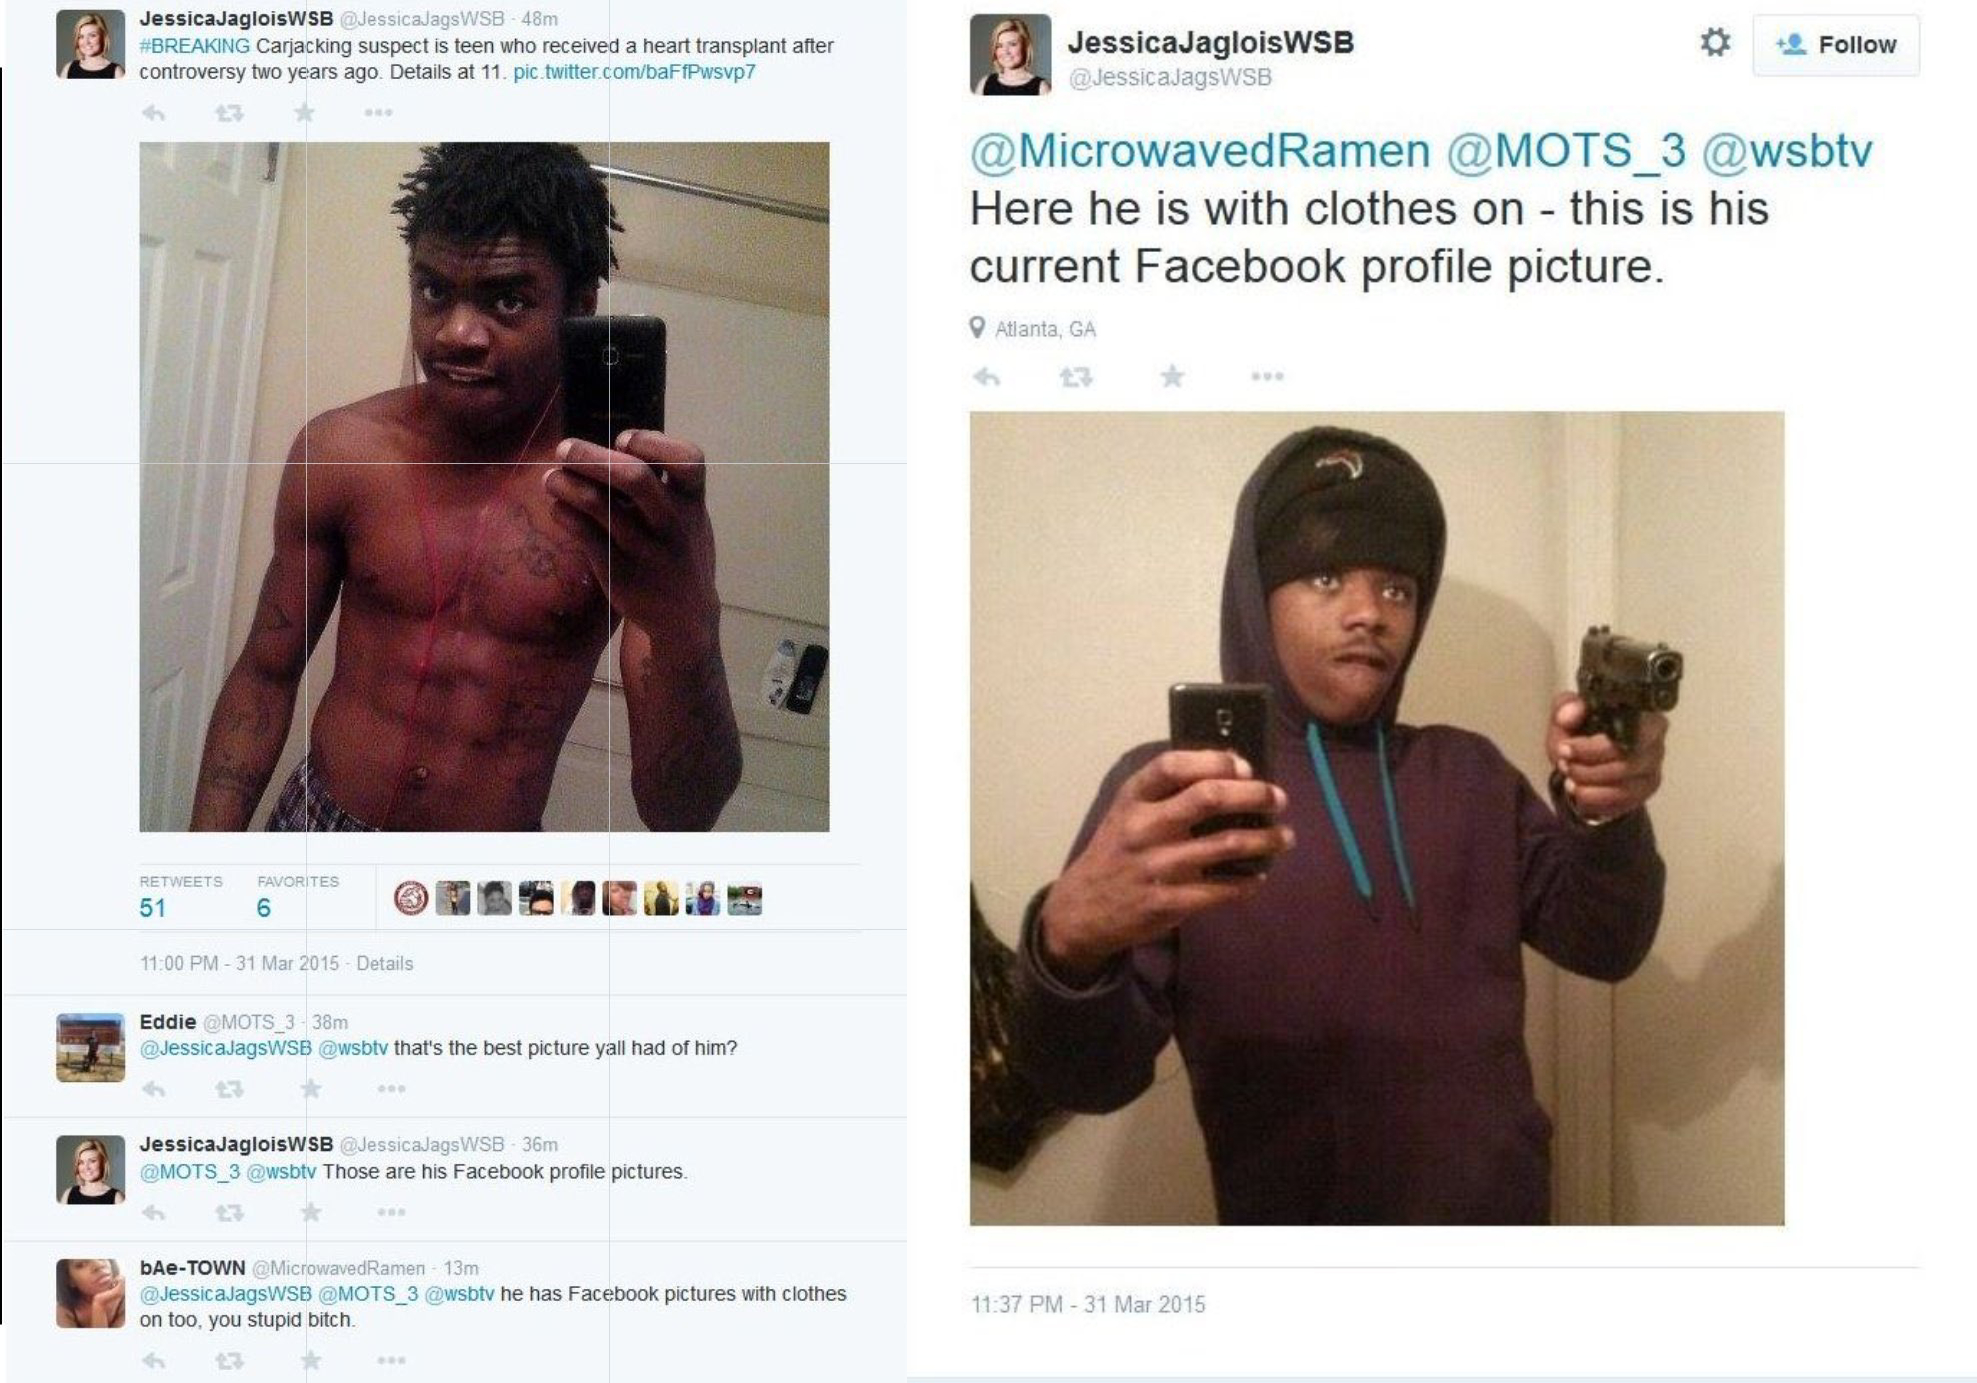 JessicaJagloisWSB @JessicaJagsWSB · 48m
#BREAKING Carjacking suspect is teen who received a heart transplant after
controversy two years ago. Details at 11. pic.twitter.com/baFfPwsvp7
RETWEETS FAVORITES
51 6
11:00 PM - 31 Mar 2015 · Details
Eddie @MOTS_3 · 38m
@JessicaJagsWSB @wsbtv that's the best picture yall had of him?
JessicaJagloisWSB @JessicaJagsWSB · 36m
@MOTS_3 @wsbtv Those are his Facebook profile pictures.
bAe-TOWN @MicrowavedRamen · 13m
@JessicaJagsWSB @MOTS_3 @wsbtv he has Facebook pictures with clothes
on too, you stupid bitch.
JessicaJagloisWSB
@JessicaJagsWSB
Follow
@MicrowavedRamen @MOTS_3 @wsbtv
Here he is with clothes on - this is his
current Facebook profile picture.
Atlanta, GA
11:37 PM - 31 Mar 2015